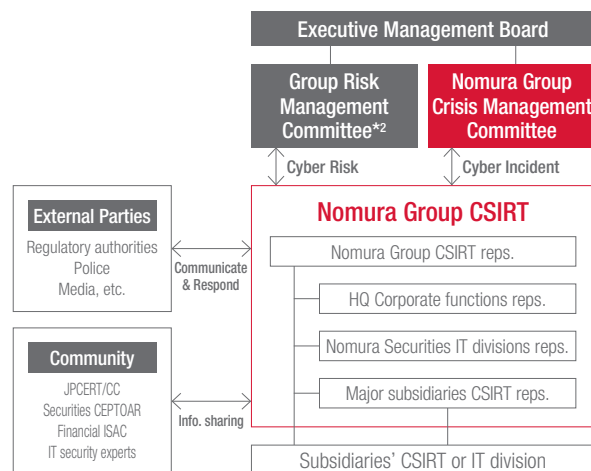 Executive Management Board
Group Risk
Management
Committee*2
Nomura Group
Crisis Management
Committee
Cyber Risk
Cyber Incident
External Parties
Regulatory authorities
Police
Media, etc.
Communicate
& Respond
Community
JPCERT/CC
Securities CEPTOAR
Financial ISAC
IT security experts
Info. sharing
Nomura Group CSIRT
Nomura Group CSIRT reps.
HQ Corporate functions reps.
Nomura Securities IT divisions reps.
Major subsidiaries CSIRT reps.
Subsidiaries' CSIRT or IT division